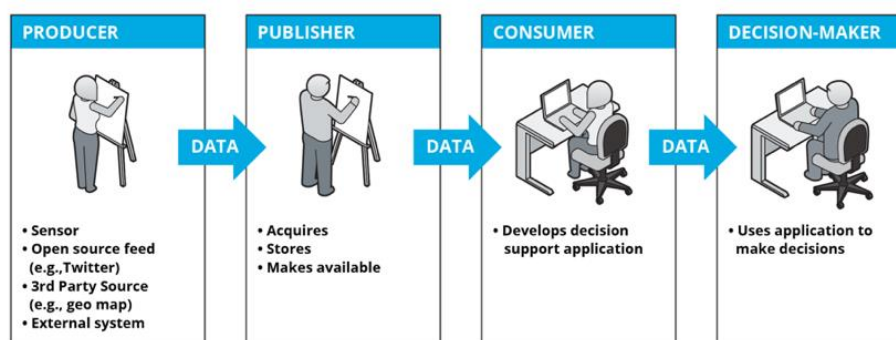 PRODUCER
• Sensor
• Open source feed
(e.g.,Twitter)
• 3rd Party Source
(e.g., geo map)
• External system
DATA
PUBLISHER
• Acquires
• Stores
• Makes available
DATA
CONSUMER
• Develops decision
support application
DATA
DECISION-MAKER
• Uses application to
make decisions